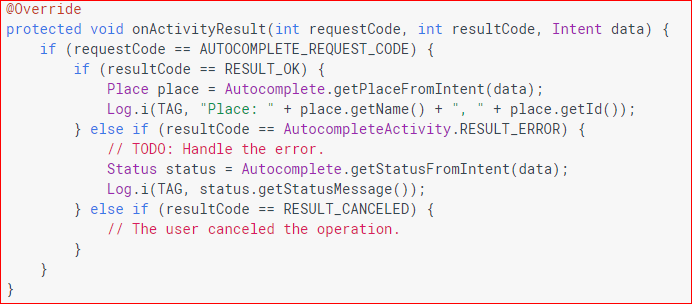 @Override
protected void onActivityResult(int requestCode, int resultCode, Intent data) {
    if (requestCode == AUTOCOMPLETE_REQUEST_CODE) {
        if (resultCode == RESULT_OK) {
            Place place = Autocomplete.getPlaceFromIntent(data);
            Log.i(TAG, "Place: " + place.getName() + ", " + place.getId());
        } else if (resultCode == AutocompleteActivity.RESULT_ERROR) {
            // TODO: Handle the error.
            Status status = Autocomplete.getStatusFromIntent(data);
            Log.i(TAG, status.getStatusMessage());
        } else if (resultCode == RESULT_CANCELED) {
            // The user canceled the operation.
        }
    }
}